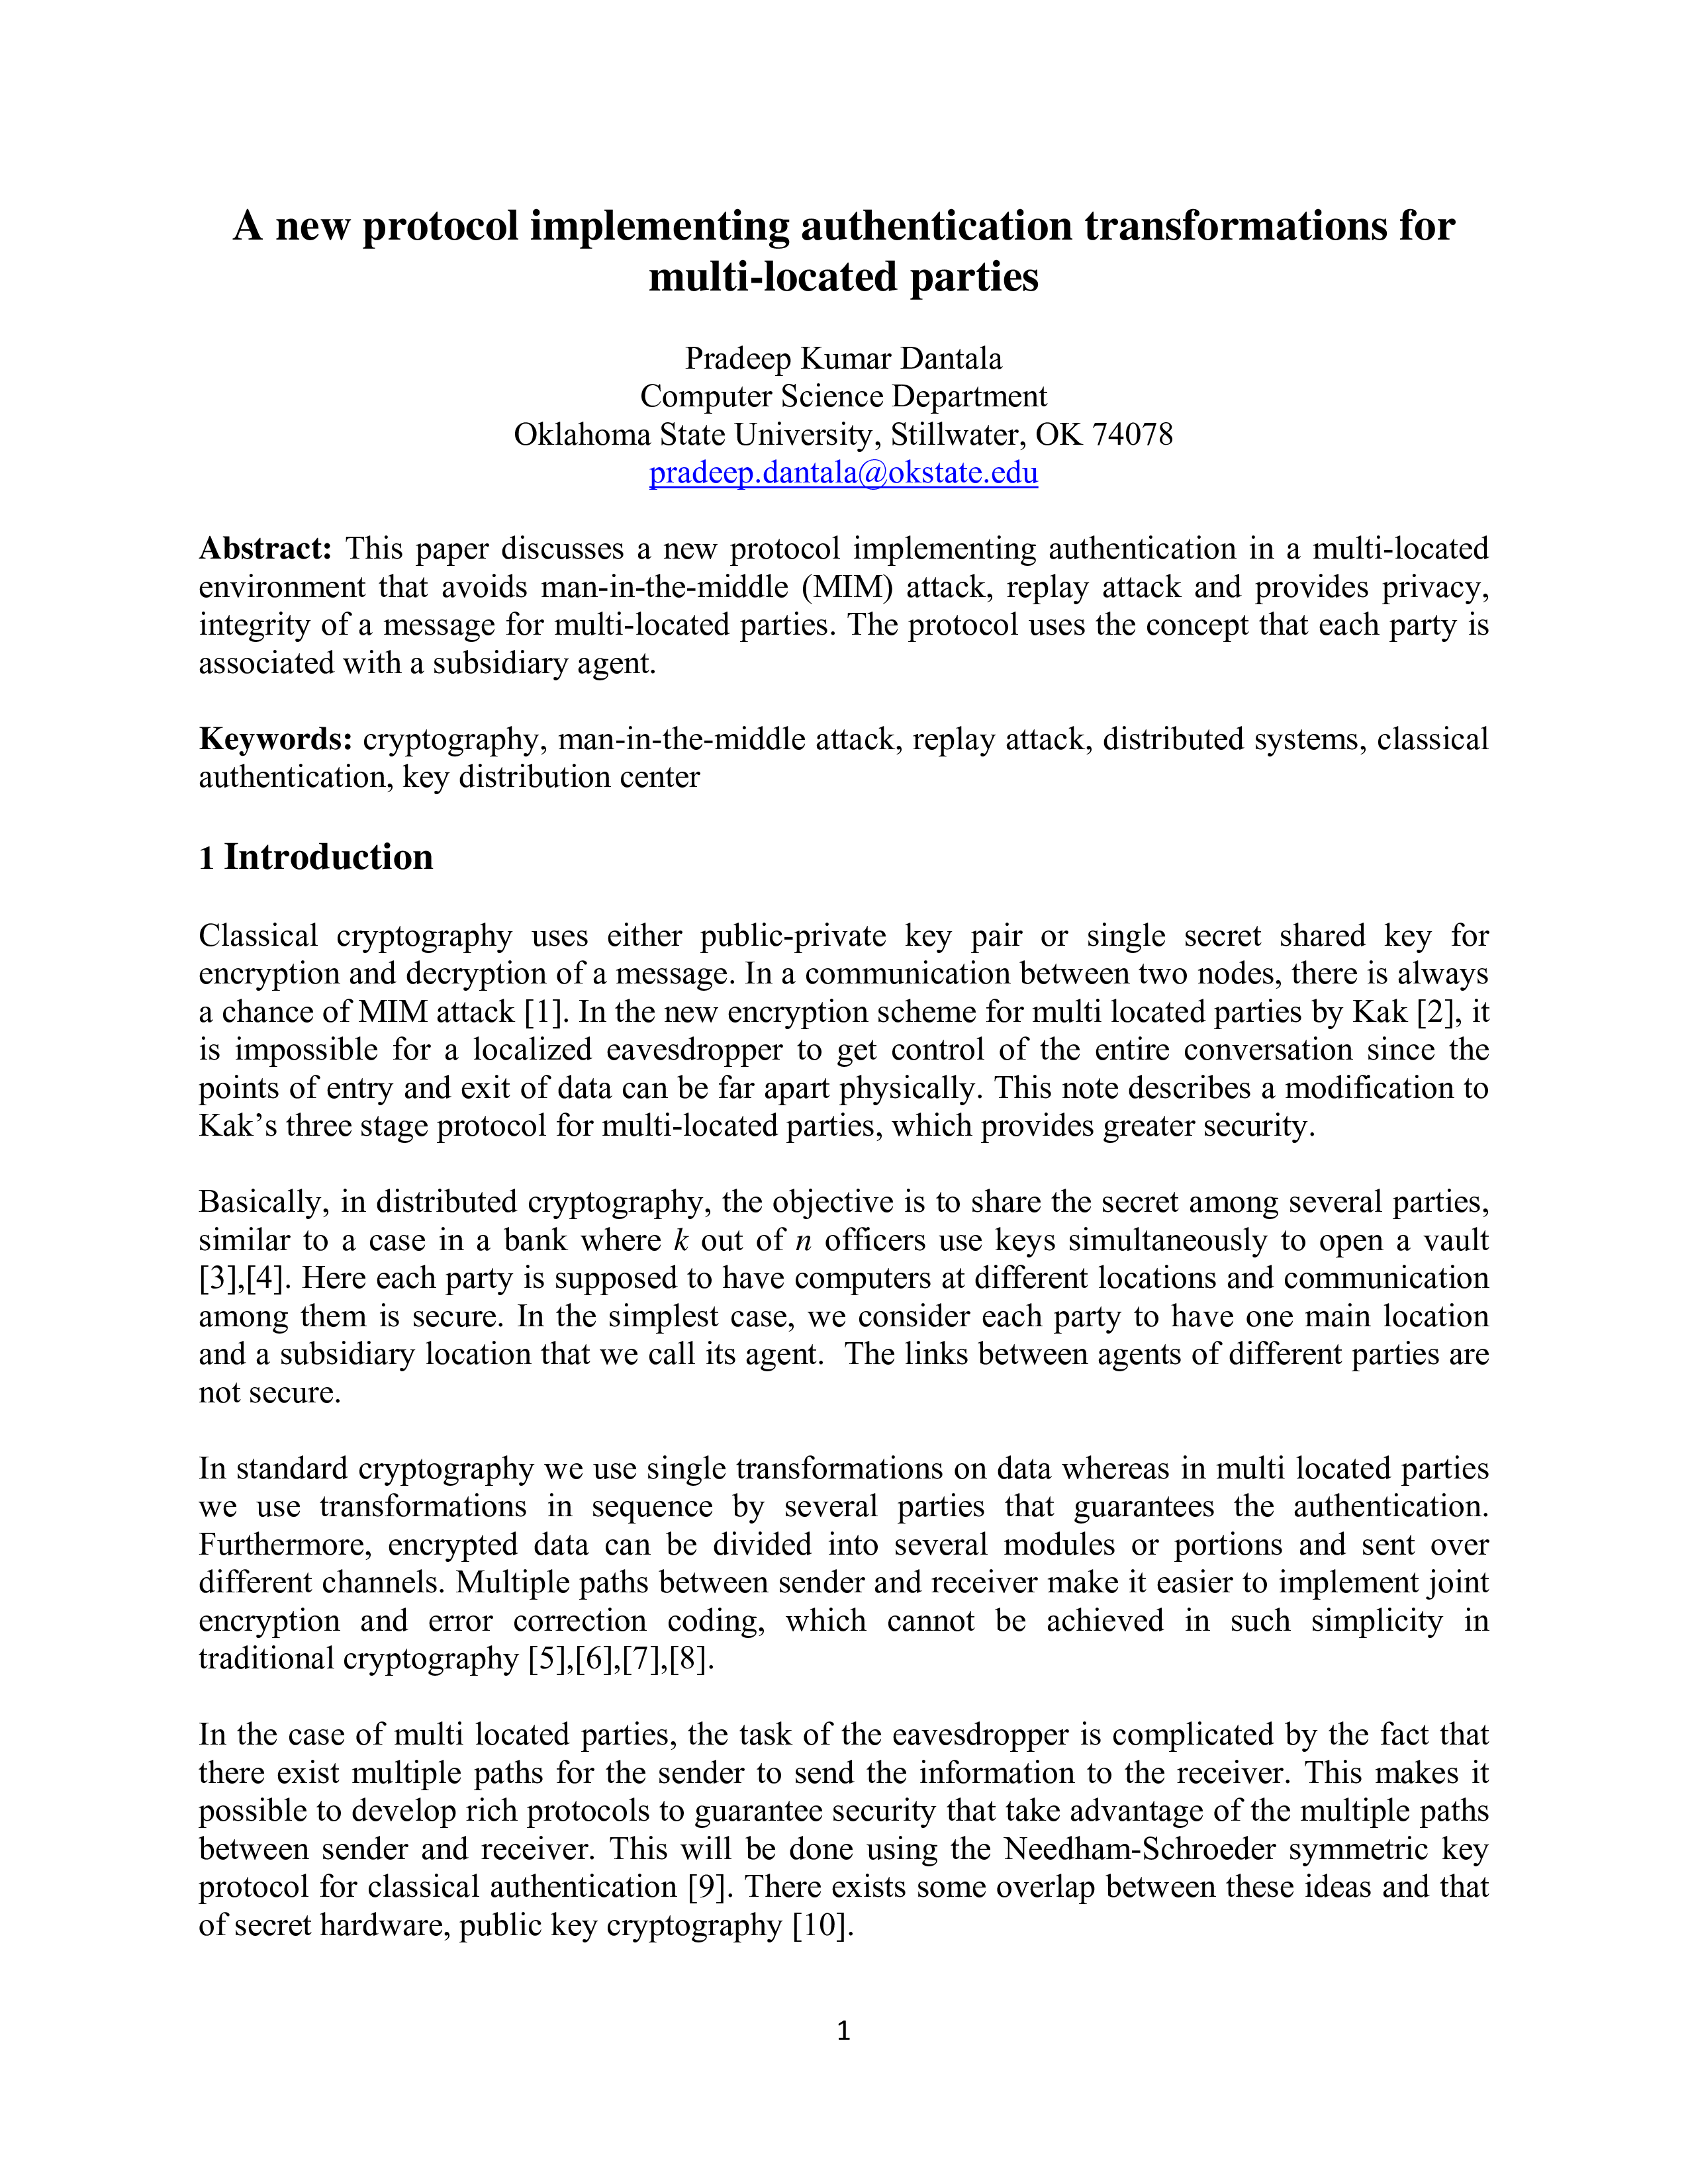 A new protocol implementing authentication transformations for
multi-located parties
Pradeep Kumar Dantala
Computer Science Department
Oklahoma State University, Stillwater, OK 74078
pradeep.dantala@okstate.edu
Abstract: This paper discusses a new protocol implementing authentication in a multi-located
environment that avoids man-in-the-middle (MIM) attack, replay attack and provides privacy,
integrity of a message for multi-located parties. The protocol uses the concept that each party is
associated with a subsidiary agent.
Keywords: cryptography, man-in-the-middle attack, replay attack, distributed systems, classical
authentication, key distribution center
1 Introduction
Classical cryptography uses either public-private key pair or single secret shared key for
encryption and decryption of a message. In a communication between two nodes, there is always
a chance of MIM attack [1]. In the new encryption scheme for multi located parties by Kak [2], it
is impossible for a localized eavesdropper to get control of the entire conversation since the
points of entry and exit of data can be far apart physically. This note describes a modification to
Kak’s three stage protocol for multi-located parties, which provides greater security.
Basically, in distributed cryptography, the objective is to share the secret among several parties,
similar to a case in a bank where k out of n officers use keys simultaneously to open a vault
[3],[4]. Here each party is supposed to have computers at different locations and communication
among them is secure. In the simplest case, we consider each party to have one main location
and a subsidiary location that we call its agent.  The links between agents of different parties are
not secure.
In standard cryptography we use single transformations on data whereas in multi located parties
we use transformations in sequence by several parties that guarantees the authentication.
Furthermore, encrypted data can be divided into several modules or portions and sent over
different channels. Multiple paths between sender and receiver make it easier to implement joint
encryption and error correction coding, which cannot be achieved in such simplicity in
traditional cryptography [5],[6],[7],[8].
In the case of multi located parties, the task of the eavesdropper is complicated by the fact that
there exist multiple paths for the sender to send the information to the receiver. This makes it
possible to develop rich protocols to guarantee security that take advantage of the multiple paths
between sender and receiver. This will be done using the Needham-Schroeder symmetric key
protocol for classical authentication [9]. There exists some overlap between these ideas and that
of secret hardware, public key cryptography [10].
1